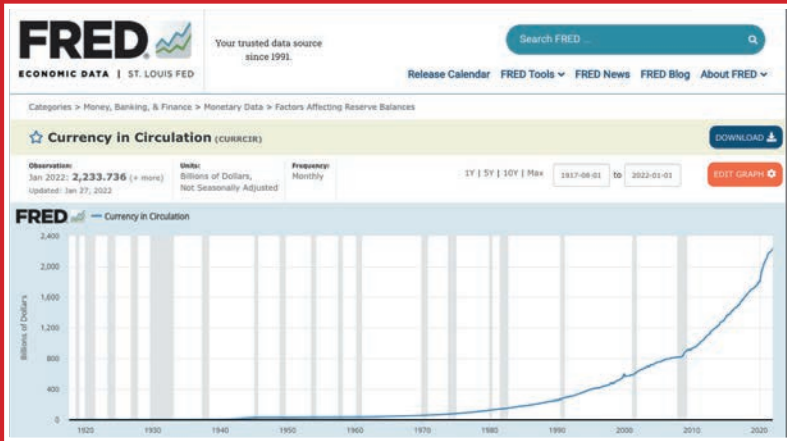 FRED
Your trusted data source
since 1991.
ECONOMIC DATA | ST. LOUIS FED
Search FRED ...
Release Calendar FRED Tools FRED News FRED Blog About FRED
Categories > Money, Banking, & Finance > Monetary Data > Factors Affecting Reserve Balances
Currency in Circulation (CURRCIR)
DOWNLOAD
Observation:
Jan 2022: 2,233.736 (+ more)
Updated: Jan 27, 2022
Units:
Billions of Dollars,
Not Seasonally Adjusted
Frequency:
Monthly
1Y | 5Y | 10Y | Max
1917-08-01 to 2022-01-01
EDIT GRAPH
FRED
Currency in Circulation
Billions of Dollars
2,400
2,000
1,600
1,200
800
400
0
1920 1930 1940 1950 1960 1970 1980 1990 2000 2010 2020